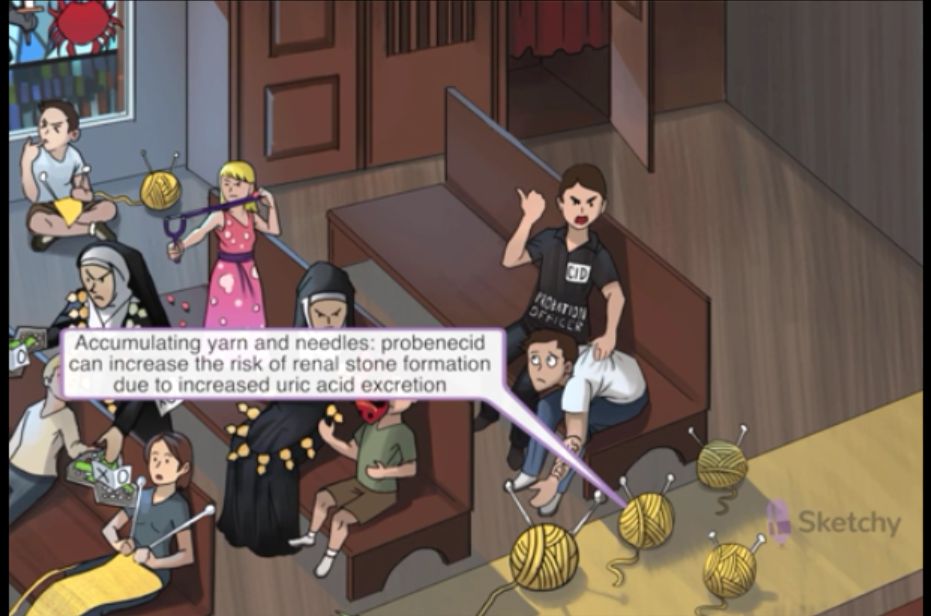 CID
PROBATION
OFFICER
Accumulating yarn and needles: probenecid
can increase the risk of renal stone formation
due to increased uric acid excretion
X O
Sketchy